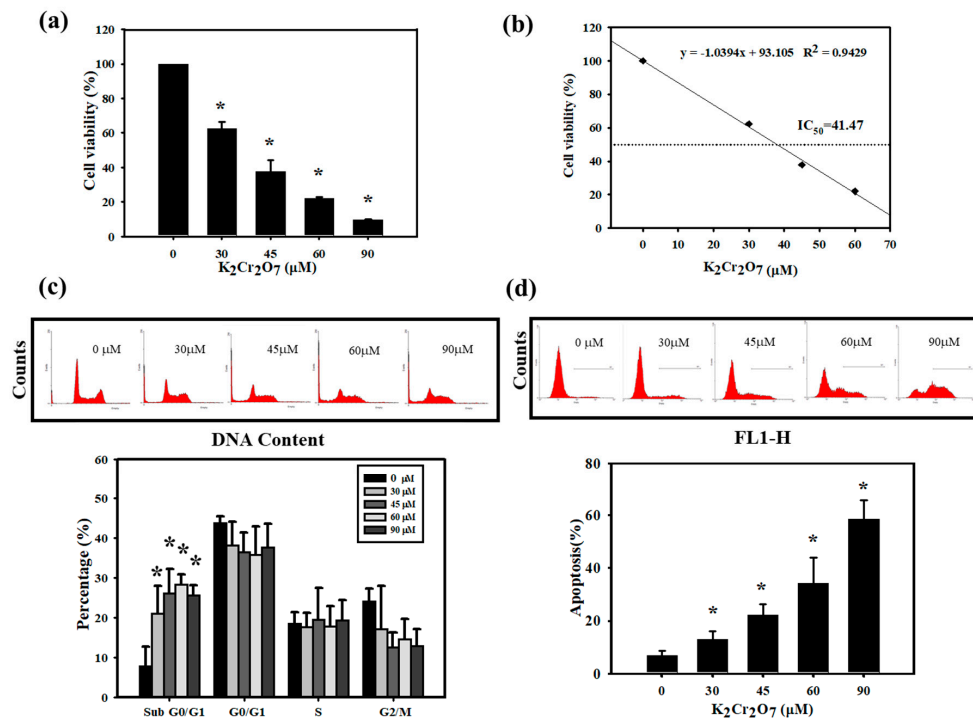 (a)
120
100
80
60
40
20
0
Cell viability (%)
*
*
*
*
0 30 45 60 90
K2Cr2O7 (μM)
(b)
120
100
80
60
40
20
0
Cell viability (%)
y = -1.0394x + 93.105 R² = 0.9429
IC50=41.47
0 10 20 30 40 50 60 70
K2Cr2O7 (μM)
(c)
Counts
0 μM 30μM 45μM 60μM 90μM
DNA Content
60
50
40
30
20
10
0
Percentage (%)
0 μM
30 μM
45 μM
60 μM
90 μM
* * * *
Sub G0/G1 G0/G1 S G2/M
(d)
Counts
0 μM 30μM 45μM 60μM 90μM
FL1-H
80
60
40
20
0
Apoptosis(%)
*
*
*
*
0 30 45 60 90
K2Cr2O7 (μM)